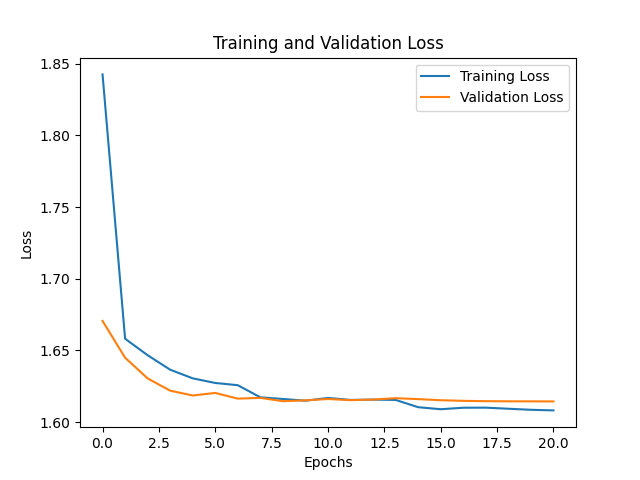 Training and Validation Loss
Training Loss
Validation Loss
Loss
1.85
1.80
1.75
1.70
1.65
1.60
0.0 2.5 5.0 7.5 10.0 12.5 15.0 17.5 20.0
Epochs